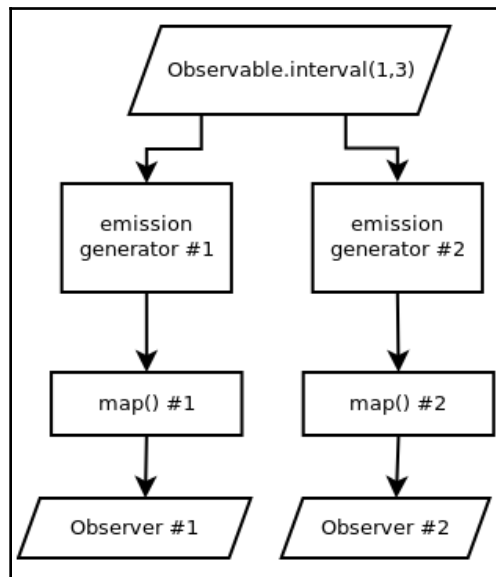 Observable.interval(1,3)
emission
generator #1
emission
generator #2
map() #1
map() #2
Observer #1
Observer #2